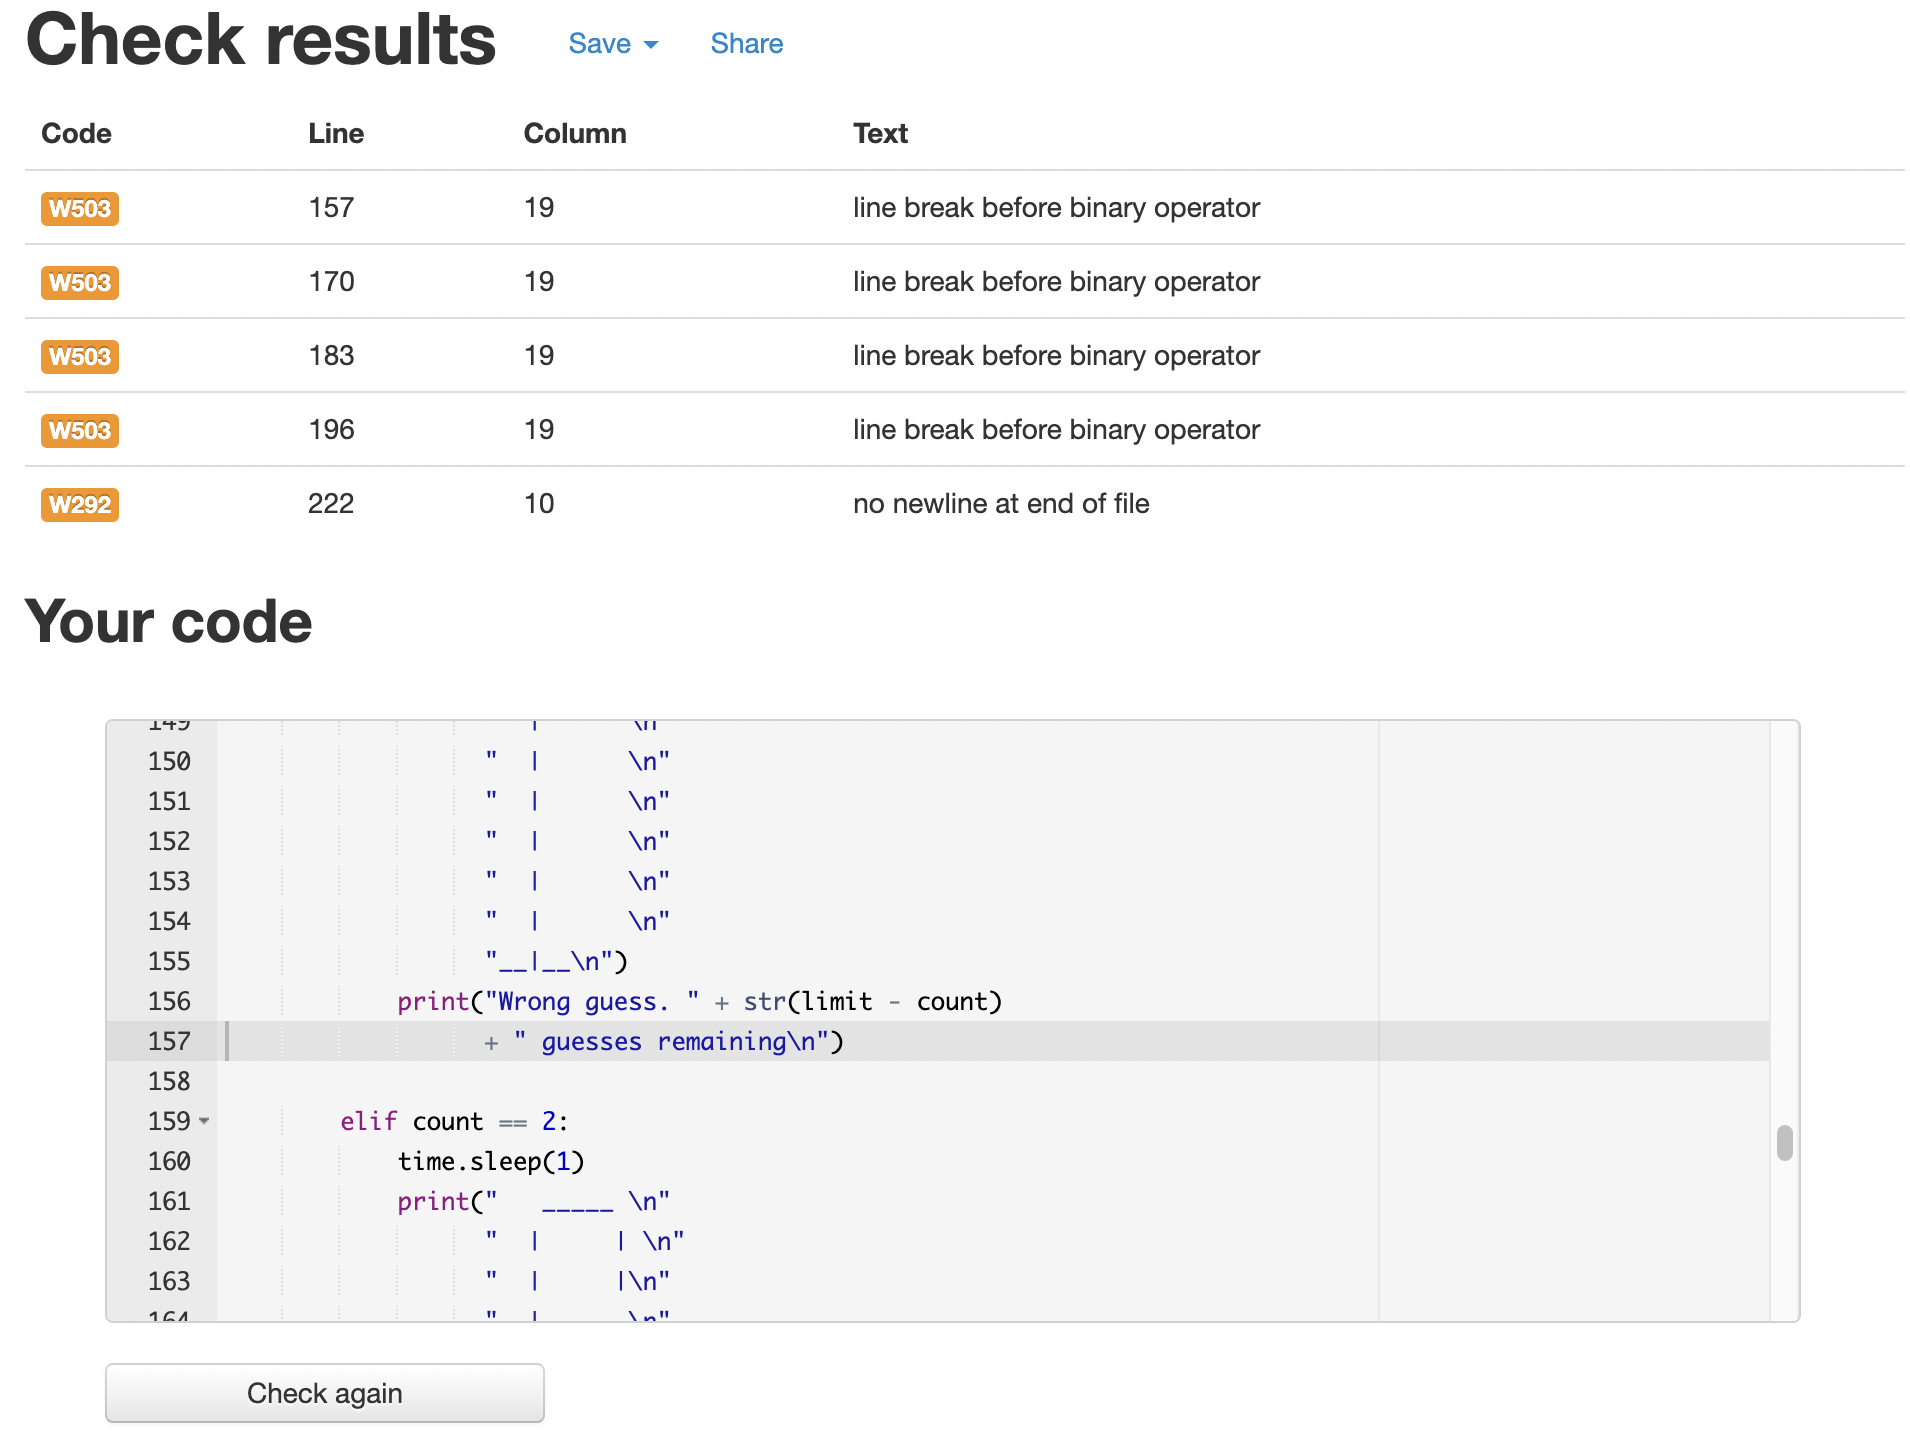 Check results Save Share
Code Line Column Text
W503 157 19 line break before binary operator
W503 170 19 line break before binary operator
W503 183 19 line break before binary operator
W503 196 19 line break before binary operator
W292 222 10 no newline at end of file
Your code
149 | \n
150 "  |      \n"
151 "  |      \n"
152 "  |      \n"
153 "  |      \n"
154 "  |      \n"
155 "__|__\n")
156 print("Wrong guess. " + str(limit - count)
157 + " guesses remaining\n")
158
159 elif count == 2:
160 time.sleep(1)
161 print("   _____ \n"
162 "  |     | \n"
163 "  |     |\n"
164 "  |      \n"
Check again